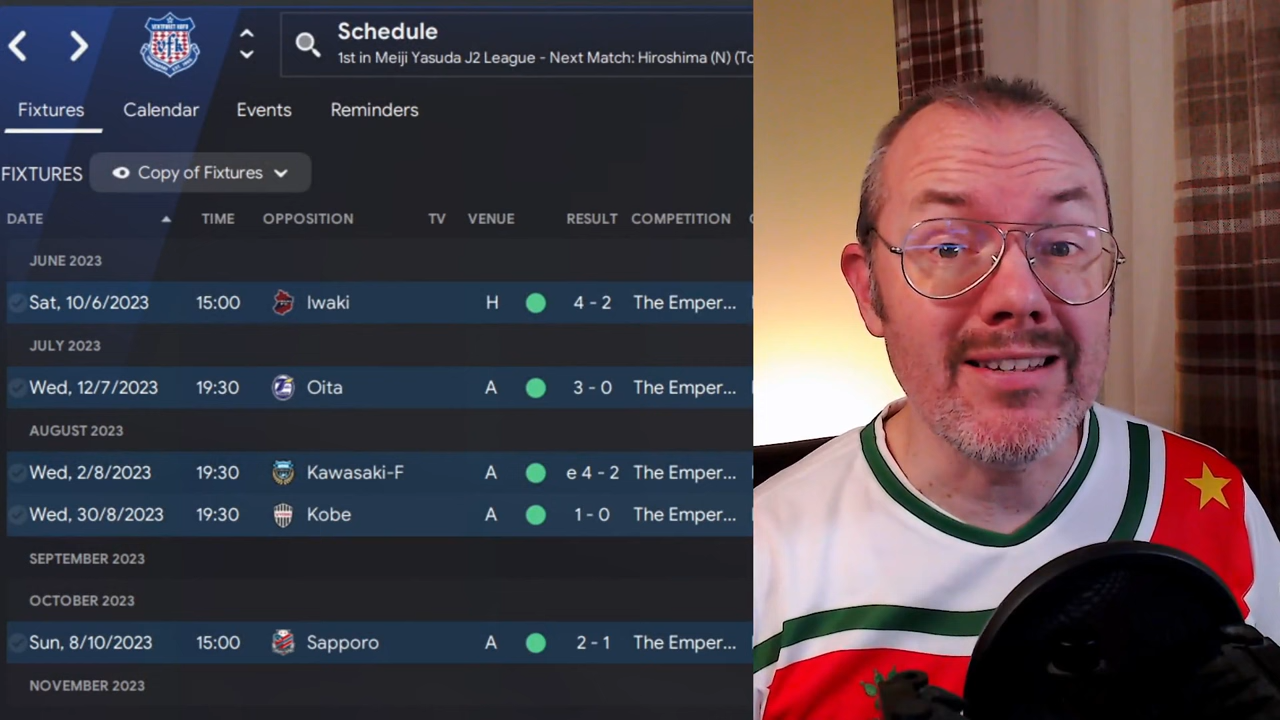 Schedule
1st in Meiji Yasuda J2 League - Next Match: Hiroshima (N) (To
Fixtures Calendar Events Reminders
FIXTURES Copy of Fixtures
DATE TIME OPPOSITION TV VENUE RESULT COMPETITION
JUNE 2023
Sat, 10/6/2023 15:00 Iwaki H 4 - 2 The Emper...
JULY 2023
Wed, 12/7/2023 19:30 Oita A 3 - 0 The Emper...
AUGUST 2023
Wed, 2/8/2023 19:30 Kawasaki-F A e 4 - 2 The Emper...
Wed, 30/8/2023 19:30 Kobe A 1 - 0 The Emper...
SEPTEMBER 2023
OCTOBER 2023
Sun, 8/10/2023 15:00 Sapporo A 2 - 1 The Emper...
NOVEMBER 2023